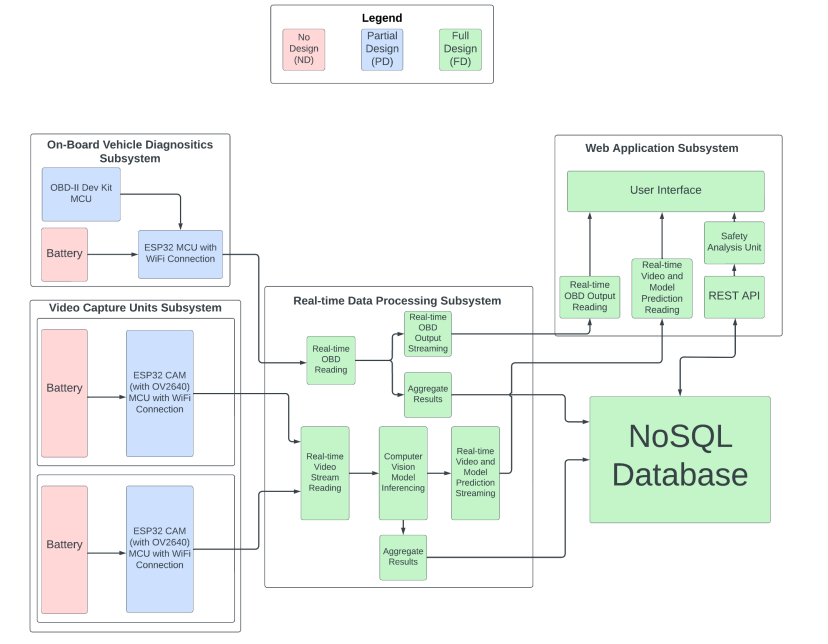 Legend
No
Design
(ND)
Partial
Design
(PD)
Full
Design
(FD)
On-Board Vehicle Diagnositics
Subsystem
OBD-II Dev Kit
MCU
Battery
ESP32 MCU with
WiFi Connection
Video Capture Units Subsystem
Battery
ESP32 CAM
(with OV2640)
MCU with WiFi
Connection
Battery
ESP32 CAM
(with OV2640)
MCU with WiFi
Connection
Real-time Data Processing Subsystem
Real-time
OBD
Reading
Real-time
OBD
Output
Streaming
Aggregate
Results
Real-time
Video
Stream
Reading
Computer
Vision
Model
Inferencing
Real-time
Video and
Model
Prediction
Streaming
Aggregate
Results
Web Application Subsystem
User Interface
Real-time
OBD Output
Reading
Real-time
Video and
Model
Prediction
Reading
Safety
Analysis Unit
REST API
NoSQL
Database